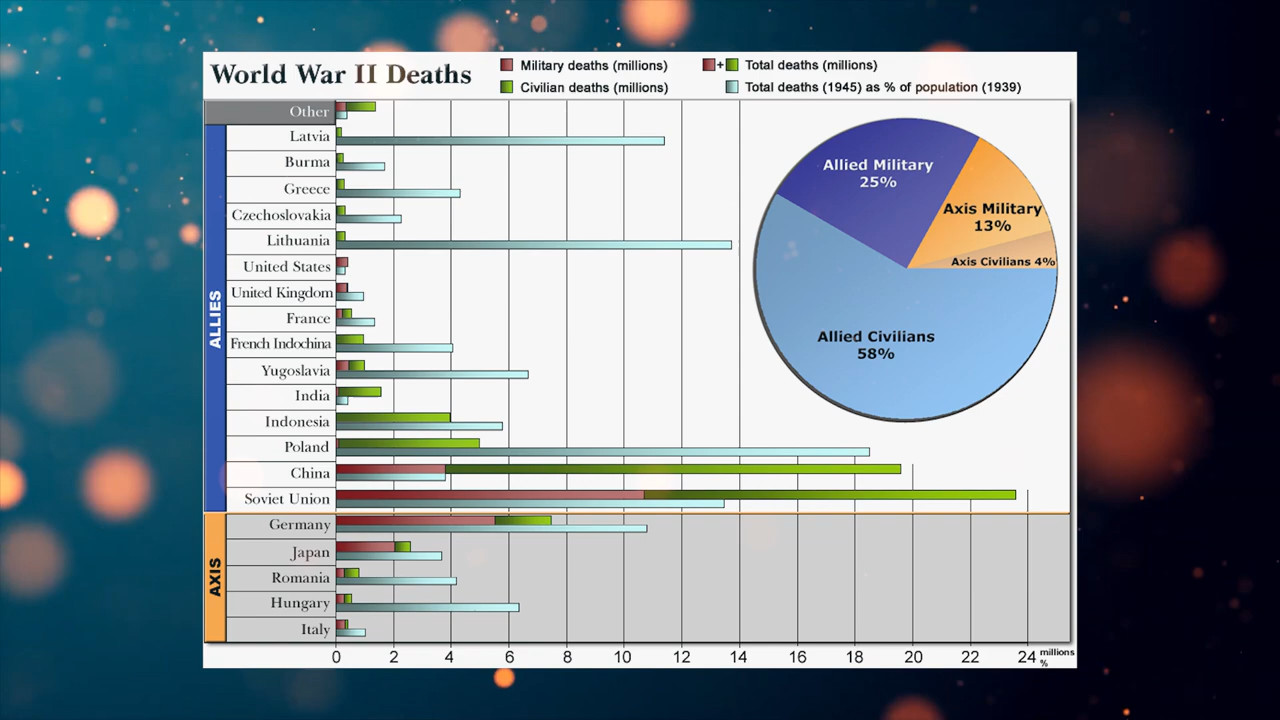 World War II Deaths
Military deaths (millions)
+ Total deaths (millions)
Civilian deaths (millions)
Total deaths (1945) as % of population (1939)
Other
ALLIES
Latvia
Burma
Greece
Czechoslovakia
Lithuania
United States
United Kingdom
France
French Indochina
Yugoslavia
India
Indonesia
Poland
China
Soviet Union
AXIS
Germany
Japan
Romania
Hungary
Italy
0 2 4 6 8 10 12 14 16 18 20 22 24 millions
%
Allied Military
25%
Axis Military
13%
Axis Civilians 4%
Allied Civilians
58%